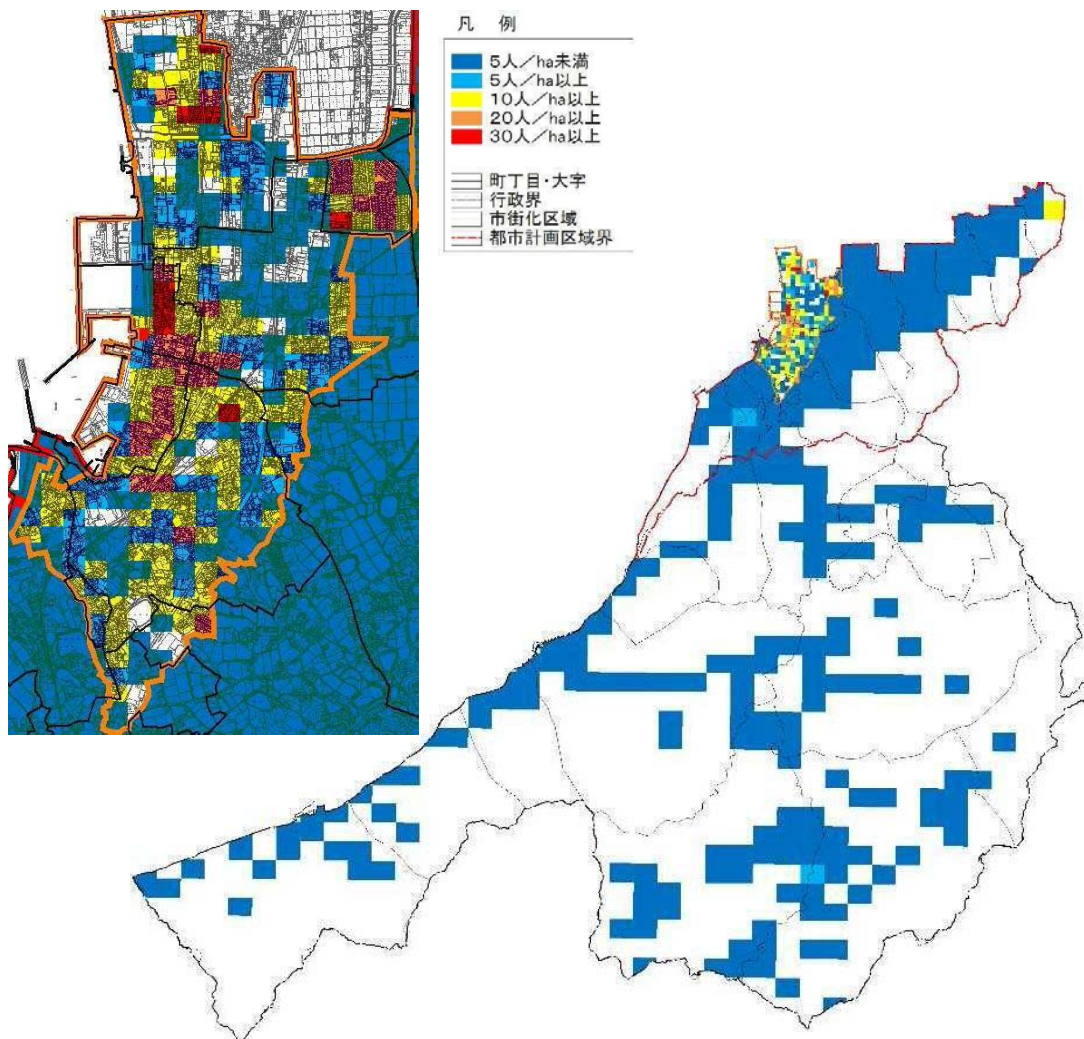 凡 例
5人/ha未満
5人/ha以上
10人/ha以上
20人/ha以上
30人/ha以上
町丁目・大字
行政界
市街化区域
都市計画区域界